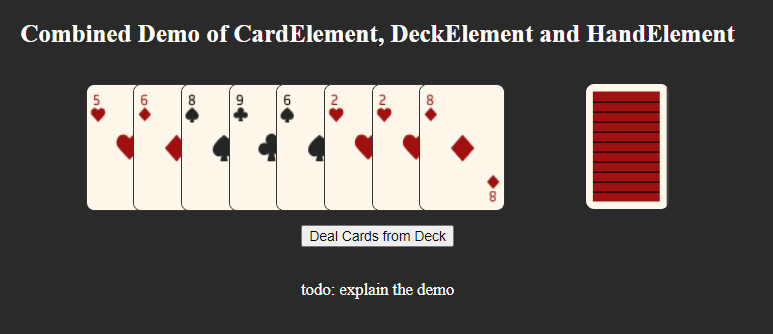 Combined Demo of CardElement, DeckElement and HandElement
5 6 8 9 6 2 2 8
8
Deal Cards from Deck
todo: explain the demo